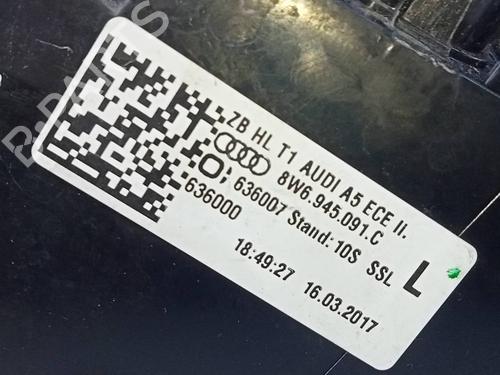 ZB HL T1 AUDI A5 ECE II.
8W6.945.091.C
636007 Stand: 10S SSL
636000
L
18:49:27 16.03.2017
B-PARTS